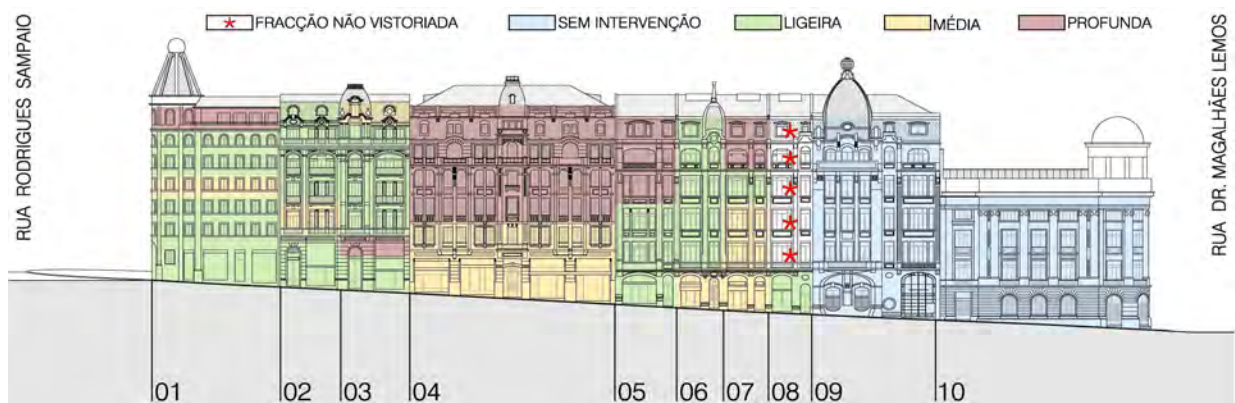 FRACÇÃO NÃO VISTORIADA
SEM INTERVENÇÃO
LIGEIRA
MÉDIA
PROFUNDA
RUA RODRIGUES SAMPAIO
RUA DR. MAGALHÃES LEMOS
01
02
03
04
05
06
07
08
09
10